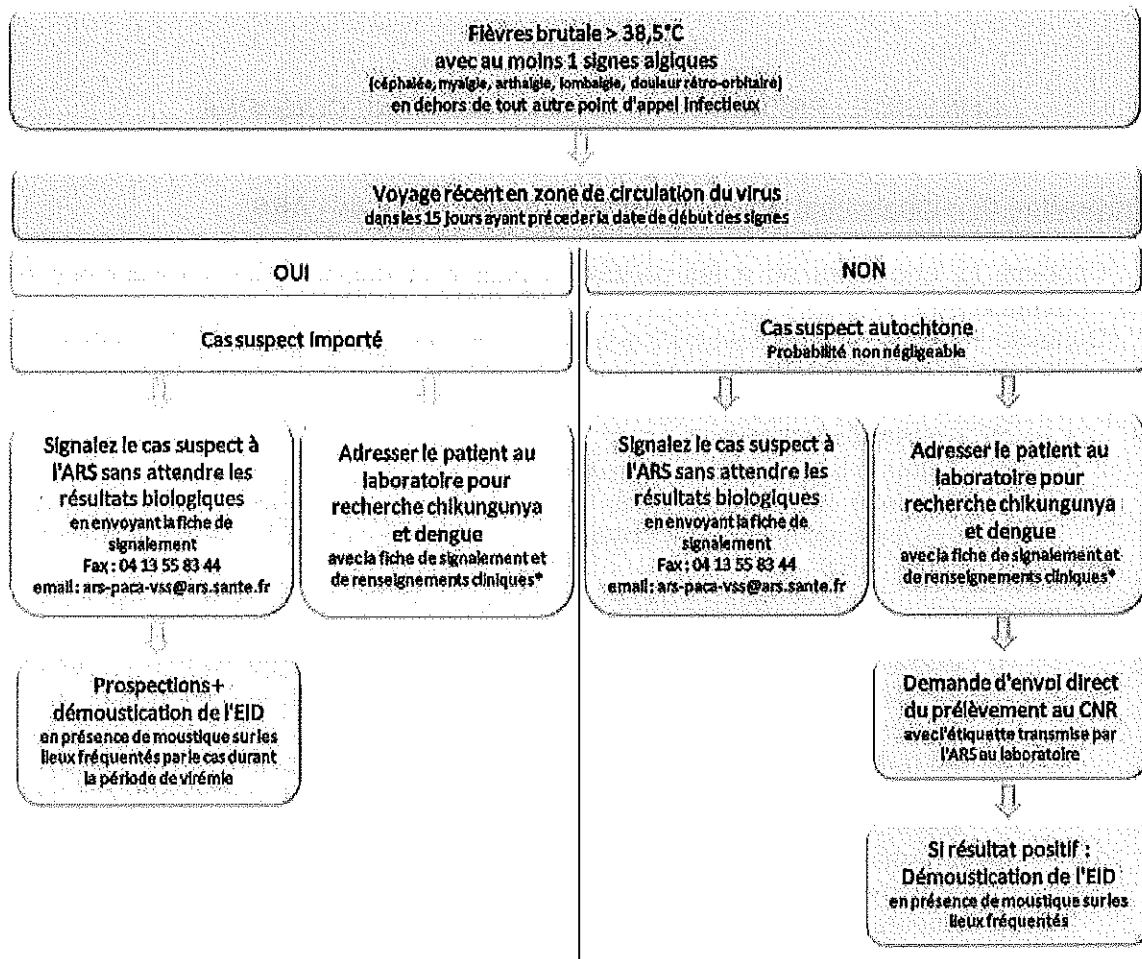 Fièvres brutale > 38,5°C
avec au moins 1 signes algiques
(céphalée, myalgie, arthalgie, lombalgie, douleur rétro-orbitaire)
en dehors de tout autre point d'appel infectieux
Voyage récent en zone de circulation du virus
dans les 15 jours ayant précéder la date de début des signes
OUI
Cas suspect importé
Signalez le cas suspect à
l'ARS sans attendre les
résultats biologiques
en envoyant la fiche de
signalement
Fax : 04 13 55 83 44
email : ars-paca-vss@ars.sante.fr
Adresser le patient au
laboratoire pour
recherche chikungunya
et dengue
avec la fiche de signalement et
de renseignements cliniques*
Prospections +
démoustication de l'EID
en présence de moustique sur les
lieux fréquentés par le cas durant
la période de virémie
NON
Cas suspect autochtone
Probabilité non négligeable
Signalez le cas suspect à
l'ARS sans attendre les
résultats biologiques
en envoyant la fiche de
signalement
Fax : 04 13 55 83 44
email : ars-paca-vss@ars.sante.fr
Adresser le patient au
laboratoire pour
recherche chikungunya
et dengue
avec la fiche de signalement et
de renseignements cliniques*
Demande d'envoi direct
du prélèvement au CNR
avec l'étiquette transmise par
l'ARS au laboratoire
Si résultat positif :
Démoustication de l'EID
en présence de moustique sur les
lieux fréquentés